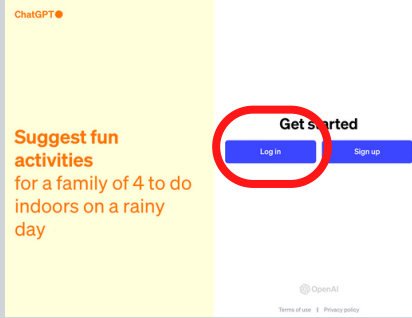 ChatGPT
Suggest fun
activities
for a family of 4 to do
indoors on a rainy
day
Get started
Log in
Sign up
OpenAI
Terms of use | Privacy policy